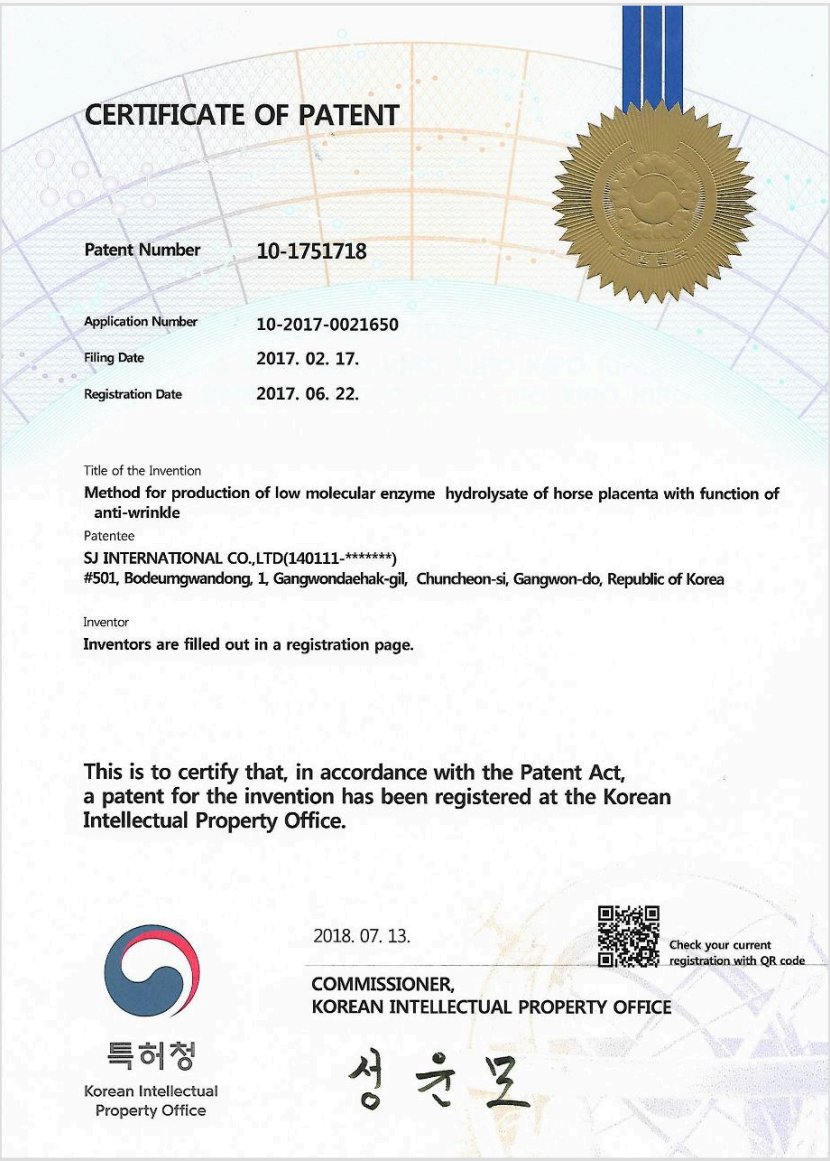 CERTIFICATE OF PATENT
Patent Number 10-1751718
Application Number 10-2017-0021650
Filing Date 2017. 02. 17.
Registration Date 2017. 06. 22.
Title of the Invention
Method for production of low molecular enzyme hydrolysate of horse placenta with function of
anti-wrinkle
Patentee
SJ INTERNATIONAL CO.,LTD(140111-*******)
#501, Bodeumgwandong, 1, Gangwondaehak-gil, Chuncheon-si, Gangwon-do, Republic of Korea
Inventor
Inventors are filled out in a registration page.
This is to certify that, in accordance with the Patent Act,
a patent for the invention has been registered at the Korean
Intellectual Property Office.
2018. 07. 13.
Check your current
registration with QR code
COMMISSIONER,
KOREAN INTELLECTUAL PROPERTY OFFICE
성윤모
특허청
Korean Intellectual
Property Office